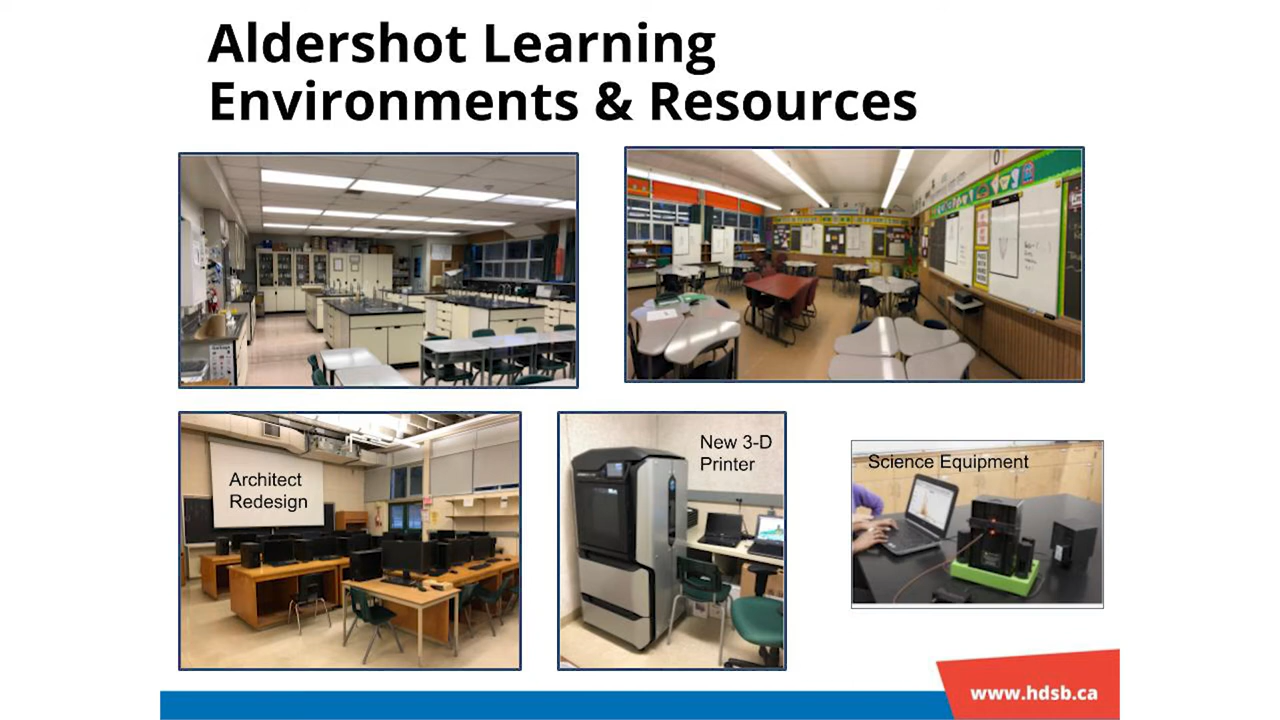 Aldershot Learning
Environments & Resources
Architect
Redesign
New 3-D
Printer
Science Equipment
www.hdsb.ca